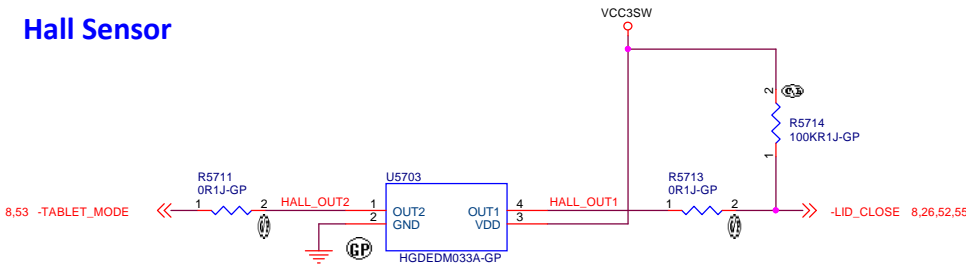 Hall Sensor
VCC3SW
2
R5714
100KR1J-GP
1
R5711
0R1J-GP
U5703
R5713
0R1J-GP
8,53 -TABLET_MODE
1
2
HALL_OUT2
1
OUT2
OUT1
4
HALL_OUT1
1
2
-LID_CLOSE 8,26,52,55
2
GND
VDD
3
GP
HGDEDM033A-GP